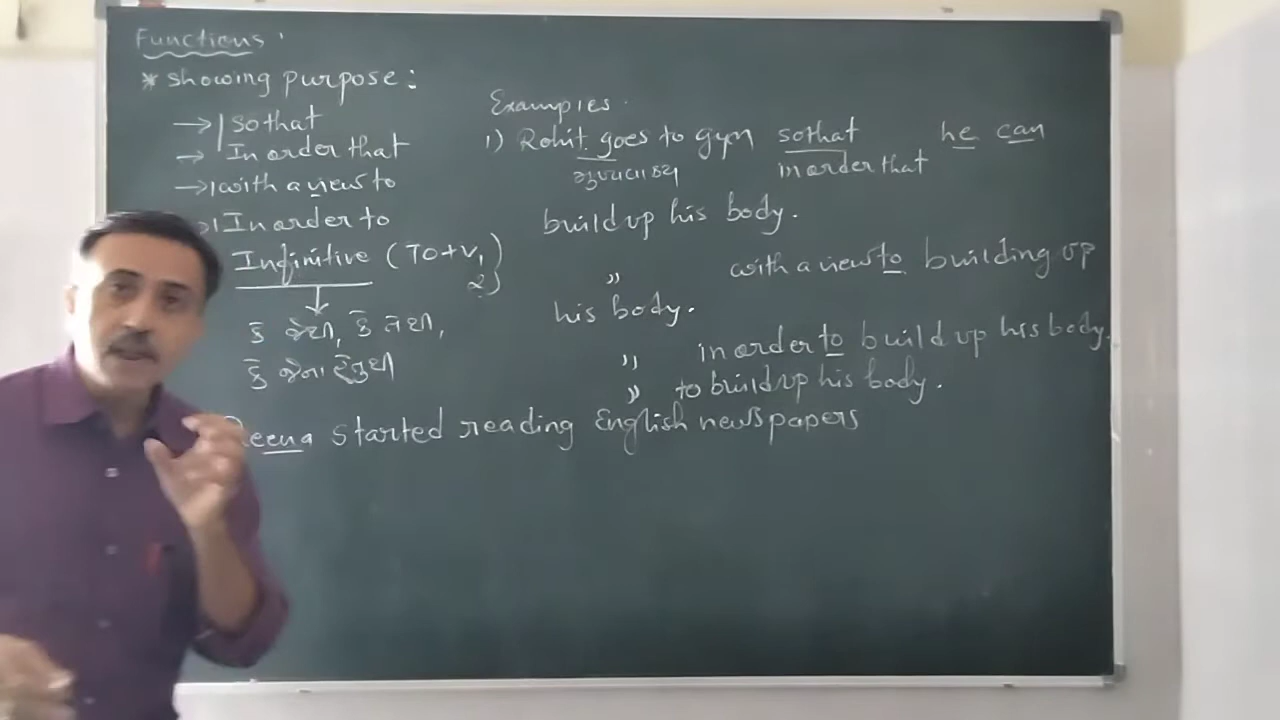 Functions :
* showing purpose :
→ so that
→ In order that
→ with a view to
In order to
Infinitive (To+V₁)
કે જેથી, કે તેથી,
કે જેના હેતુથી
Examples.
1) Rohit goes to gym so that he can
in order that
build up his body.
" with a view to building up
his body.
" in order to build up his body.
" to build up his body.
started reading English newspapers